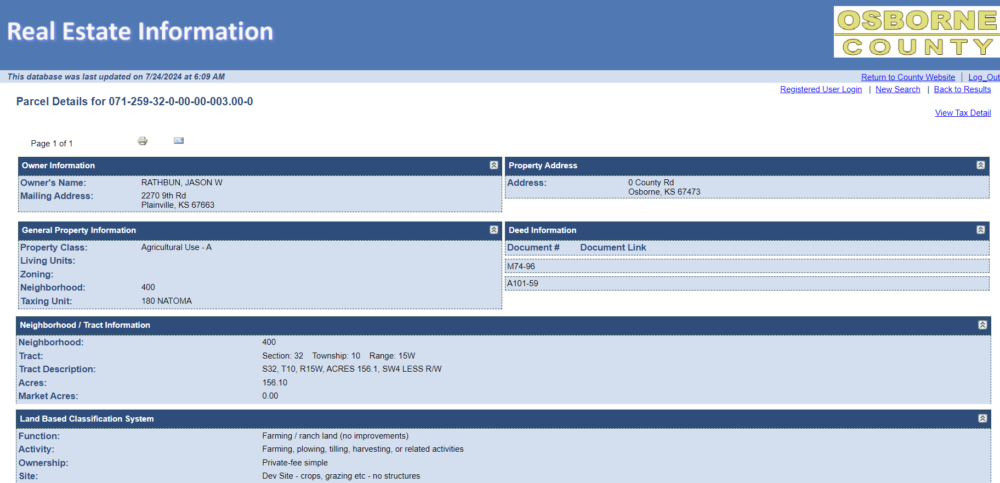 Real Estate Information
OSBORNE
COUNTY
This database was last updated on 7/24/2024 at 6:09 AM
Return to County Website | Log_Out
Registered User Login | New Search | Back to Results
Parcel Details for 071-259-32-0-00-00-003.00-0
View Tax Detail
Page 1 of 1
Owner Information
Owner's Name: RATHBUN, JASON W
Mailing Address: 2270 9th Rd
Plainville, KS 67663
Property Address
Address: 0 County Rd
Osborne, KS 67473
General Property Information
Property Class: Agricultural Use - A
Living Units:
Zoning:
Neighborhood: 400
Taxing Unit: 180 NATOMA
Deed Information
Document # Document Link
M74-96
A101-59
Neighborhood / Tract Information
Neighborhood: 400
Tract: Section: 32 Township: 10 Range: 15W
Tract Description: S32, T10, R15W, ACRES 156.1, SW4 LESS R/W
Acres: 156.10
Market Acres: 0.00
Land Based Classification System
Function: Farming / ranch land (no improvements)
Activity: Farming, plowing, tilling, harvesting, or related activities
Ownership: Private-fee simple
Site: Dev Site - crops, grazing etc - no structures